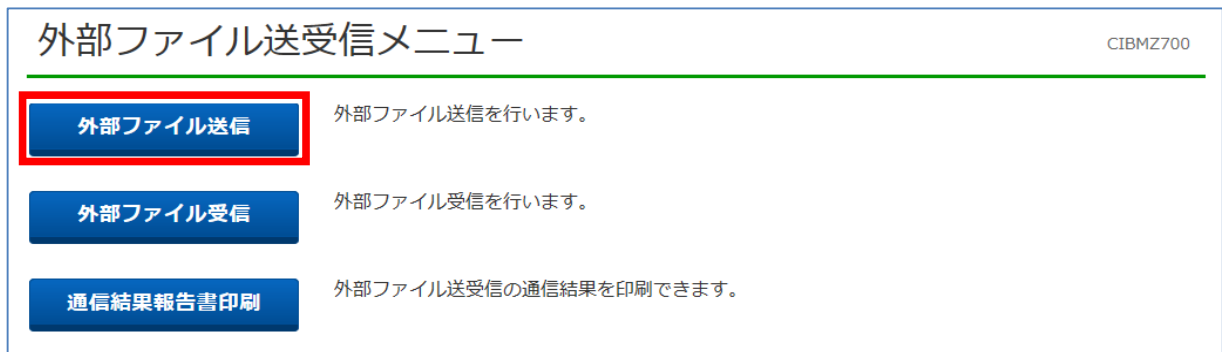 外部ファイル送受信メニュー
CIBMZ700
外部ファイル送信
外部ファイル送信を行います。
外部ファイル受信
外部ファイル受信を行います。
通信結果報告書印刷
外部ファイル送受信の通信結果を印刷できます。